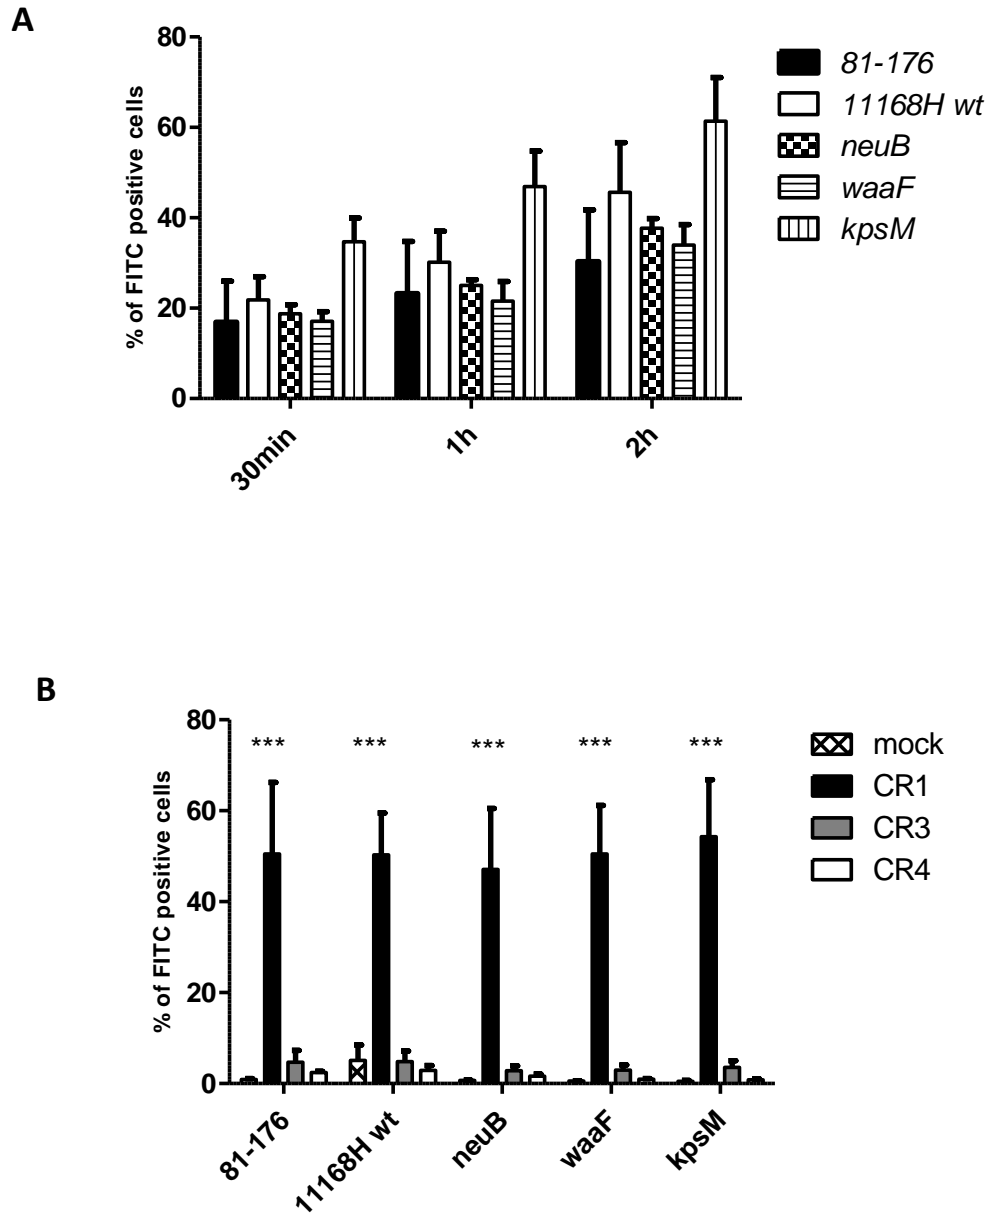 A
80
60
40
20
0
% of FITC positive cells
30min
1h
2h
81-176
11168H wt
neuB
waaF
kpsM
B
80
60
40
20
0
% of FITC positive cells
***
***
***
***
***
81-176
11168H wt
neuB
waaF
kpsM
mock
CR1
CR3
CR4